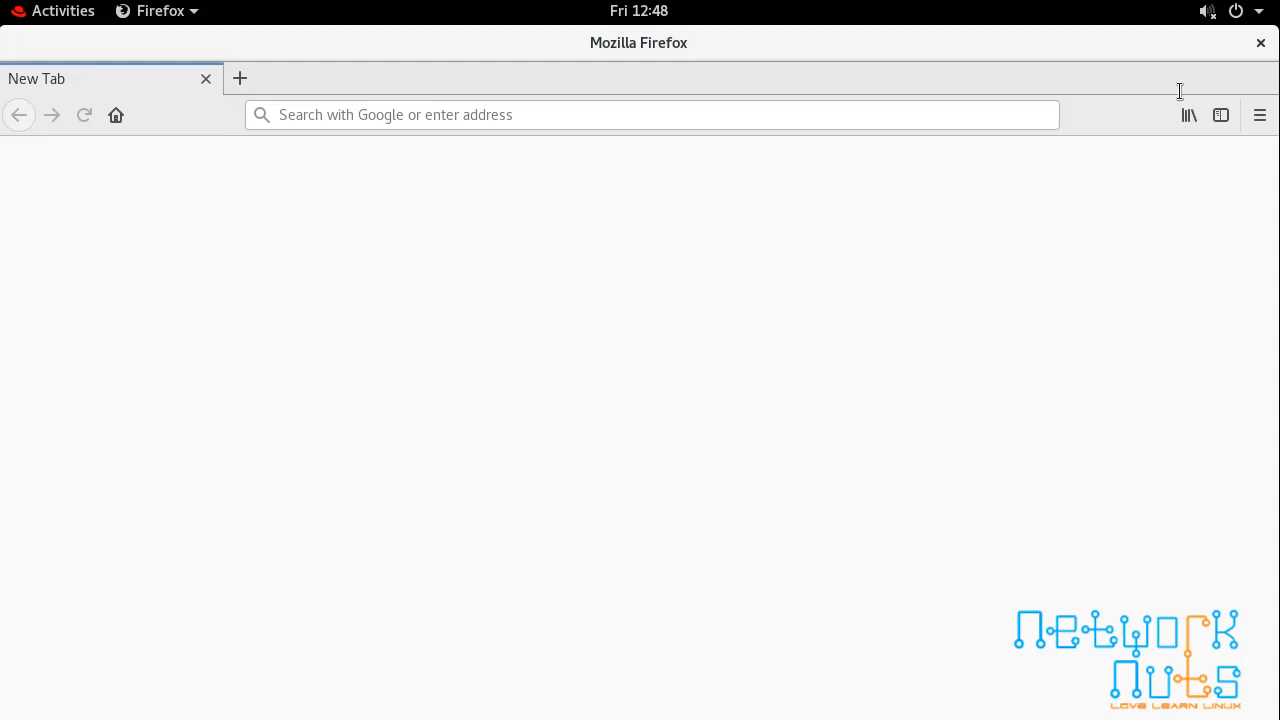 Activities Firefox Fri 12:48
Mozilla Firefox
New Tab
Search with Google or enter address
Network
Nuts
LOVE LEARN LINUX